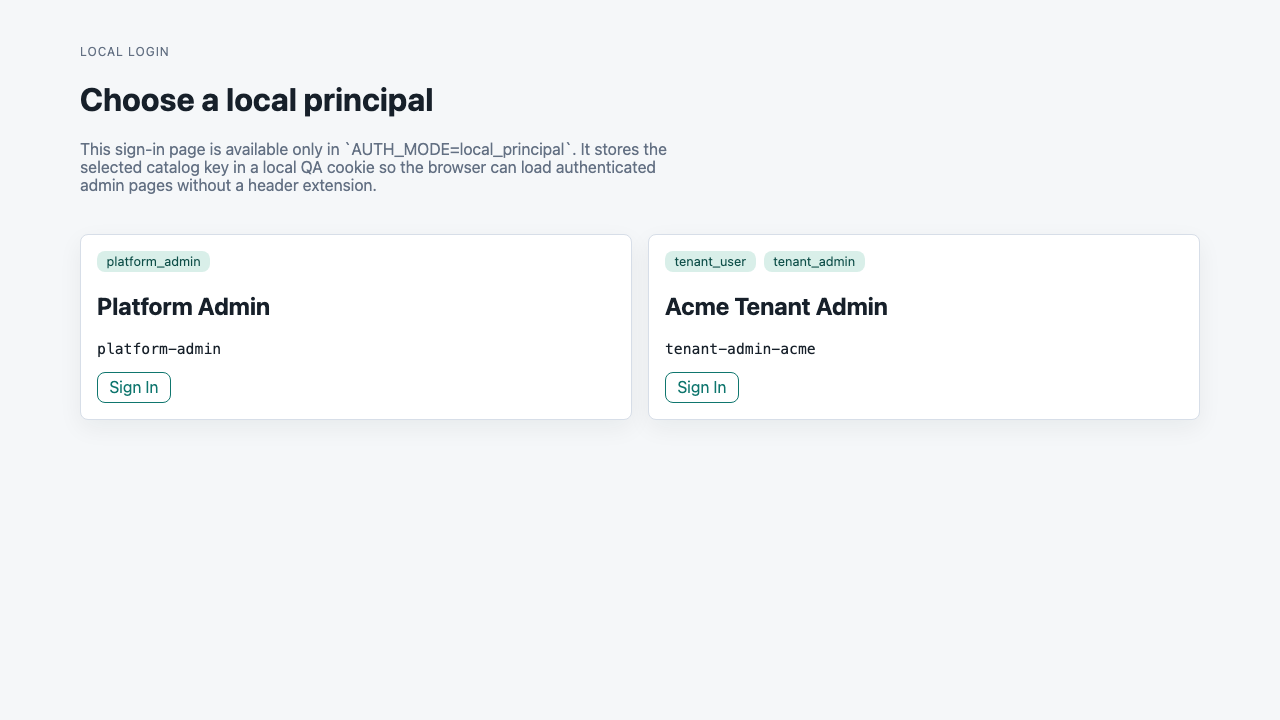 LOCAL LOGIN
Choose a local principal
This sign-in page is available only in `AUTH_MODE=local_principal`. It stores the
selected catalog key in a local QA cookie so the browser can load authenticated
admin pages without a header extension.
platform_admin
Platform Admin
platform-admin
Sign In
tenant_user tenant_admin
Acme Tenant Admin
tenant-admin-acme
Sign In